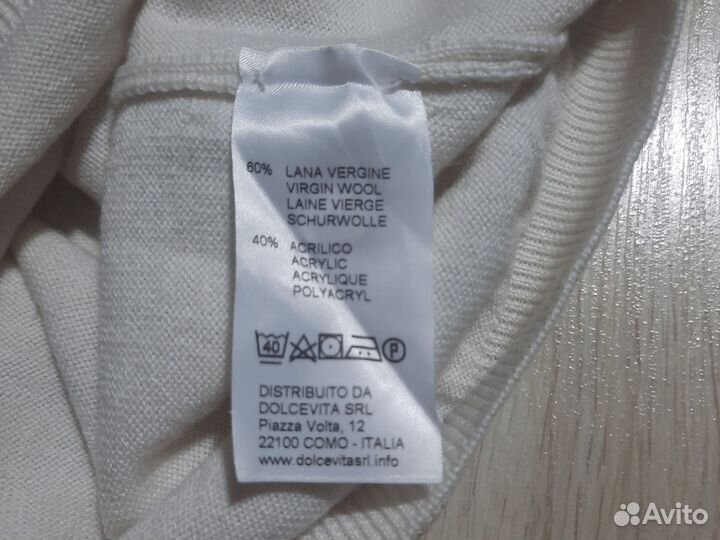 60% LANA VERGINE
VIRGIN WOOL
LAINE VIERGE
SCHURWOLLE
40% ACRILICO
ACRYLIC
ACRYLIQUE
POLYACRYL
40 P
DISTRIBUITO DA
DOLCEVITA SRL
Piazza Volta, 12
22100 COMO - ITALIA
www.dolcevitasrl.info
Avito